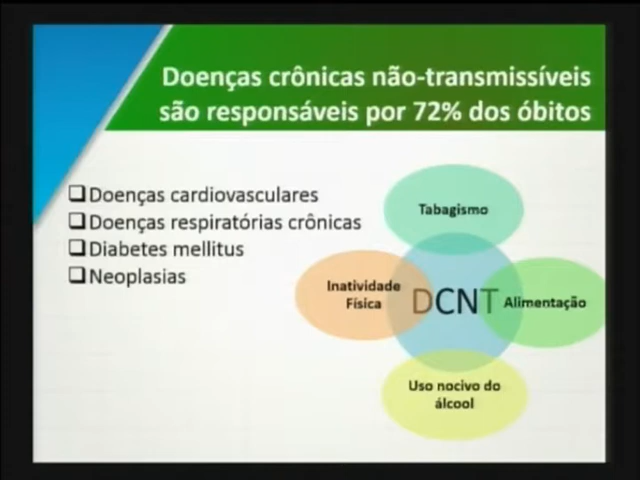 Doenças crônicas não-transmissíveis
são responsáveis por 72% dos óbitos
Doenças cardiovasculares
Doenças respiratórias crônicas
Diabetes mellitus
Neoplasias
Tabagismo
Inatividade
Física
DCNT
Alimentação
Uso nocivo do
álcool